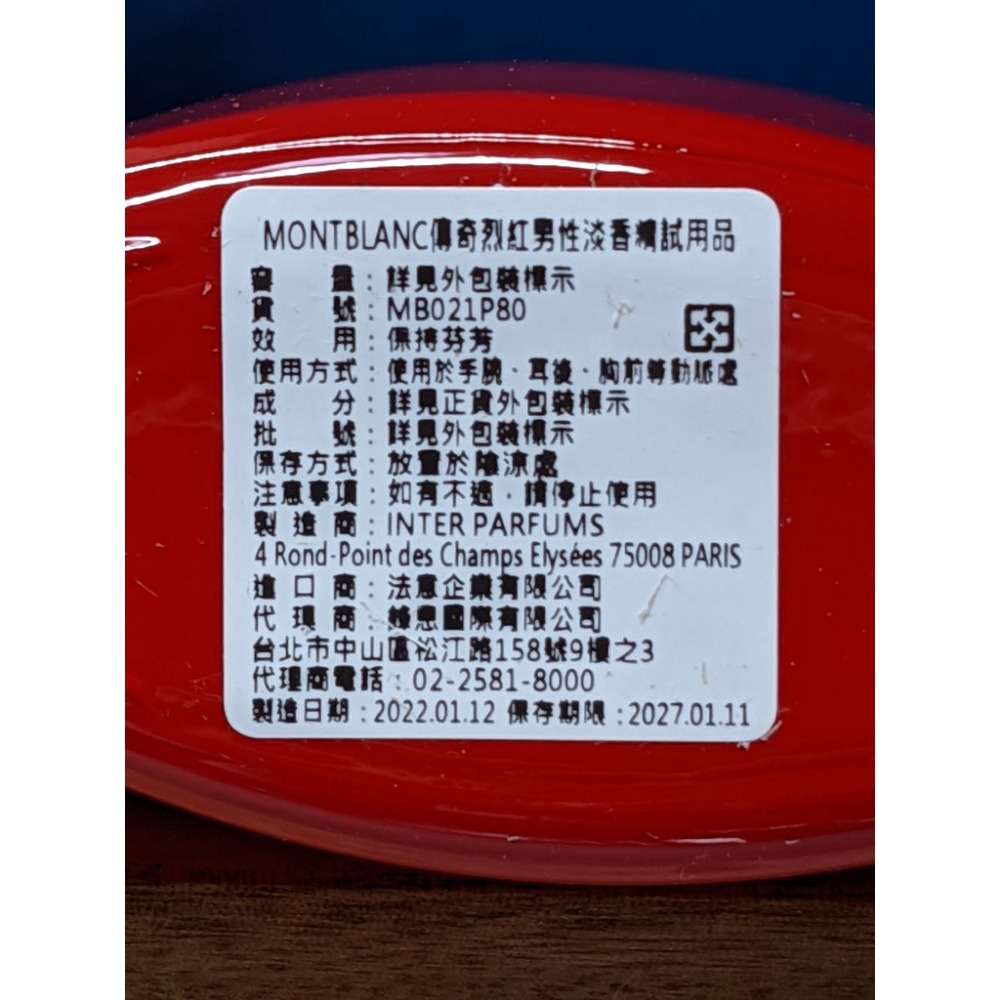 MONTBLANC傳奇烈紅男性淡香精試用品
容量:詳見外包裝標示
貨號:MB021P80
效用:保持芬芳
使用方式:使用於手腕、耳後、胸前等動脈處
成分:詳見正貨外包裝標示
批號:詳見外包裝標示
保存方式:放置於陰涼處
注意事項:如有不適,請停止使用
製造商:INTER PARFUMS
4 Rond-Point des Champs Elysées 75008 PARIS
進口商:法意企業有限公司
代理商:思國際有限公司
台北市中山區松江路158號9樓之3
代理商電話:02-2581-8000
製造日期:2022.01.12 保存期限:2027.01.11